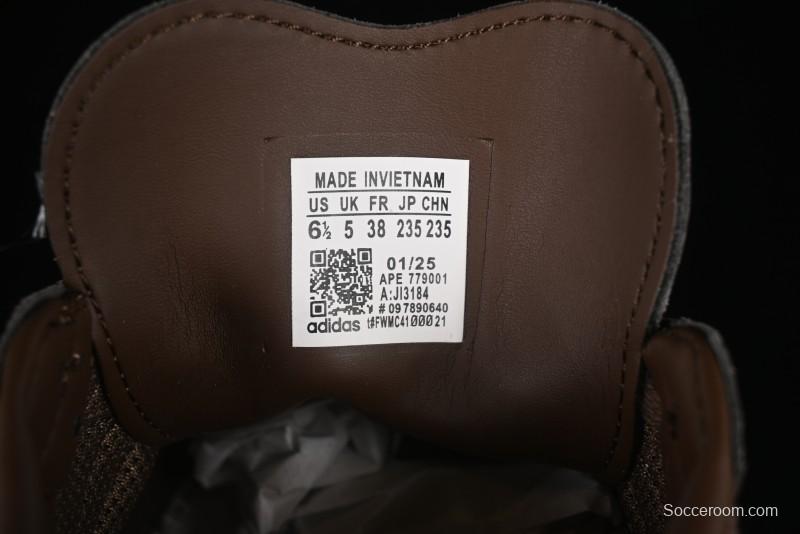 MADE INVIETNAM
US UK FR JP CHN
6½ 5 38 235 235
01/25
APE 779001
A:JI3184
# 097890640
adidas t#FWMC4100021
Socceroom.com